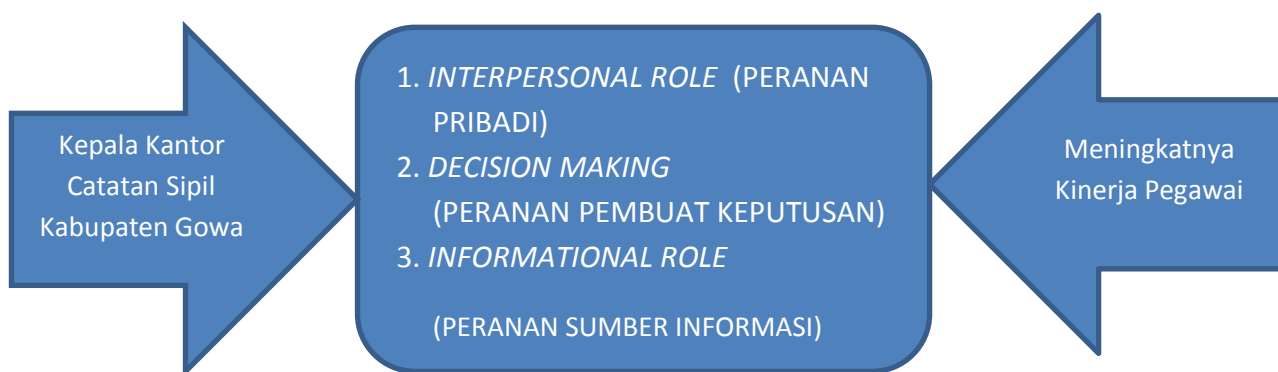 Kepala Kantor
Catatan Sipil
Kabupaten Gowa
1. INTERPERSONAL ROLE (PERANAN
PRIBADI)
2. DECISION MAKING
(PERANAN PEMBUAT KEPUTUSAN)
3. INFORMATIONAL ROLE
(PERANAN SUMBER INFORMASI)
Meningkatnya
Kinerja Pegawai